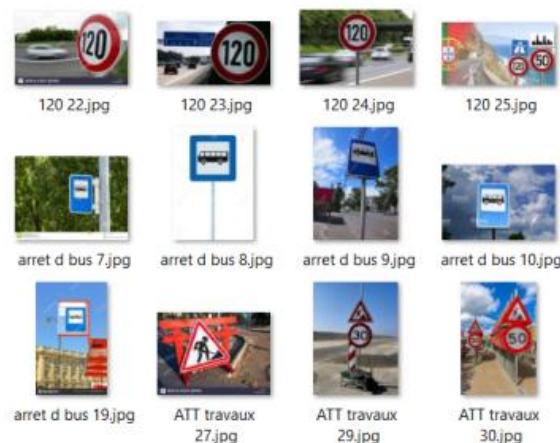 120
120
120
120
50
120 22.jpg
120 23.jpg
120 24.jpg
120 25.jpg
arret d bus 7.jpg
arret d bus 8.jpg
arret d bus 9.jpg
arret d bus 10.jpg
30
50
arret d bus 19.jpg
ATT travaux
27.jpg
ATT travaux
29.jpg
ATT travaux
30.jpg